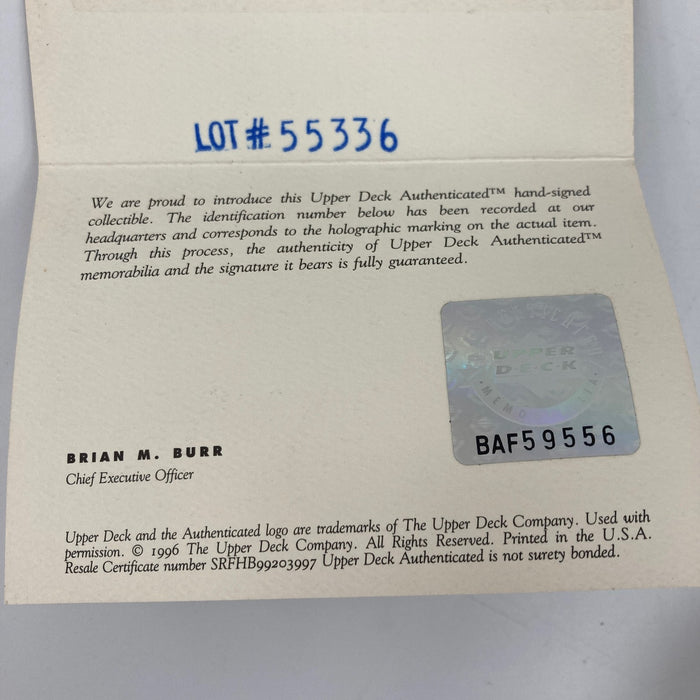 LOT # 55336
We are proud to introduce this Upper Deck Authenticated™ hand-signed
collectible. The identification number below has been recorded at our
headquarters and corresponds to the holographic marking on the actual item.
Through this process, the authenticity of Upper Deck Authenticated™
memorabilia and the signature it bears is fully guaranteed.
UPPER
D·E·C·K
BAF59556
BRIAN M. BURR
Chief Executive Officer
Upper Deck and the Authenticated logo are trademarks of The Upper Deck Company. Used with
permission. © 1996 The Upper Deck Company. All Rights Reserved. Printed in the U.S.A.
Resale Certificate number SRFHB99203997 Upper Deck Authenticated is not surety bonded.